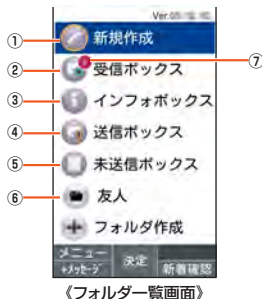 ①
新規作成
②
受信ボックス
⑦
③
インフォボックス
④
送信ボックス
⑤
未送信ボックス
⑥
友人
フォルダ作成
メニュー
決定
新着確認
+メッセージ
《フォルダ一覧画面》